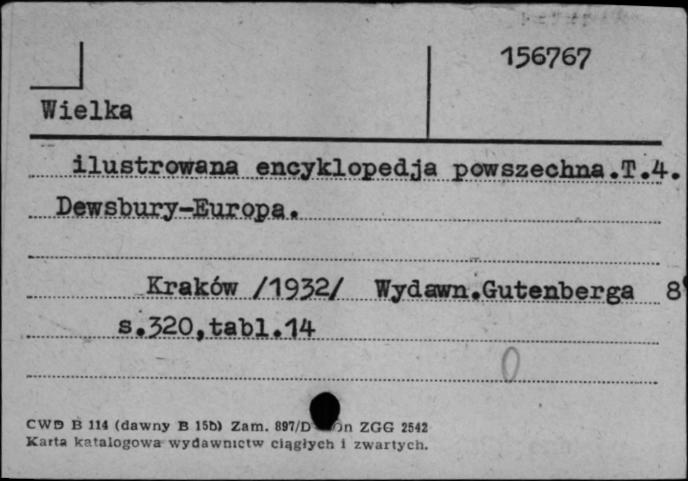 156767
Wielka
ilustrowana encyklopedja powszechna.T.4.
Dewsbury-Europa.
Kraków /1932/ Wydawn.Gutenberga 8
s.320,tabl.14
0
CWD B 114 (dawny B 15b) Zam. 897/D ZGG 2542
Karta katalogowa wydawnictw ciągłych i zwartych.